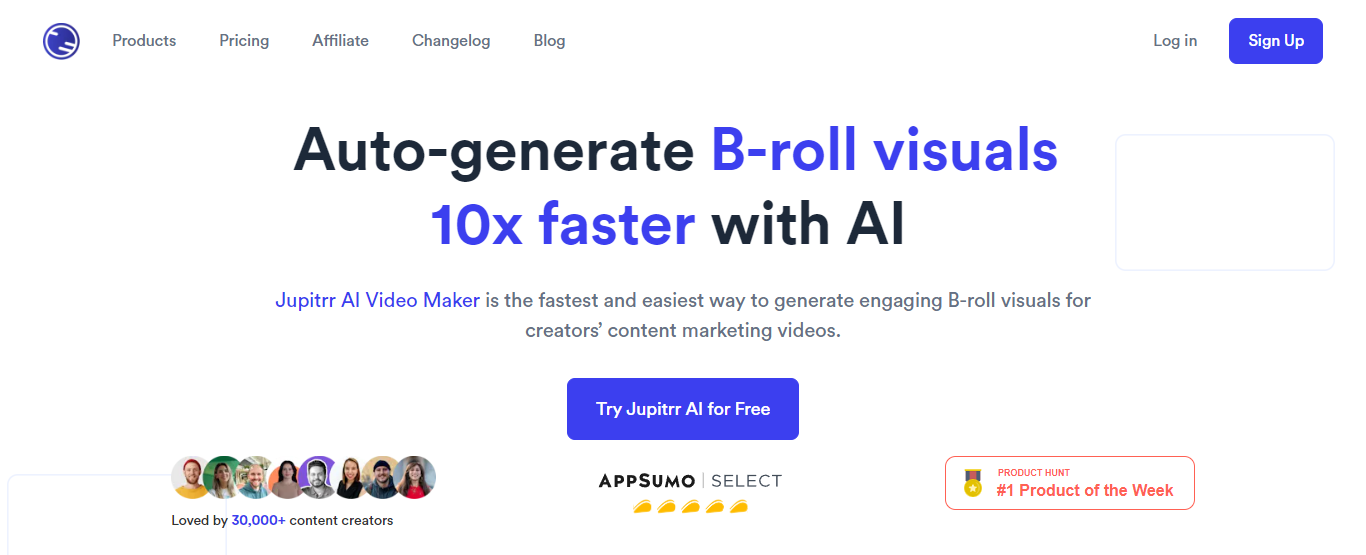 Products Pricing Affiliate Changelog Blog Log in Sign Up
Auto-generate B-roll visuals
10x faster with AI
Jupitrr AI Video Maker is the fastest and easiest way to generate engaging B-roll visuals for
creators’ content marketing videos.
Try Jupitrr AI for Free
Loved by 30,000+ content creators
APPSUMO | SELECT
PRODUCT HUNT
#1 Product of the Week